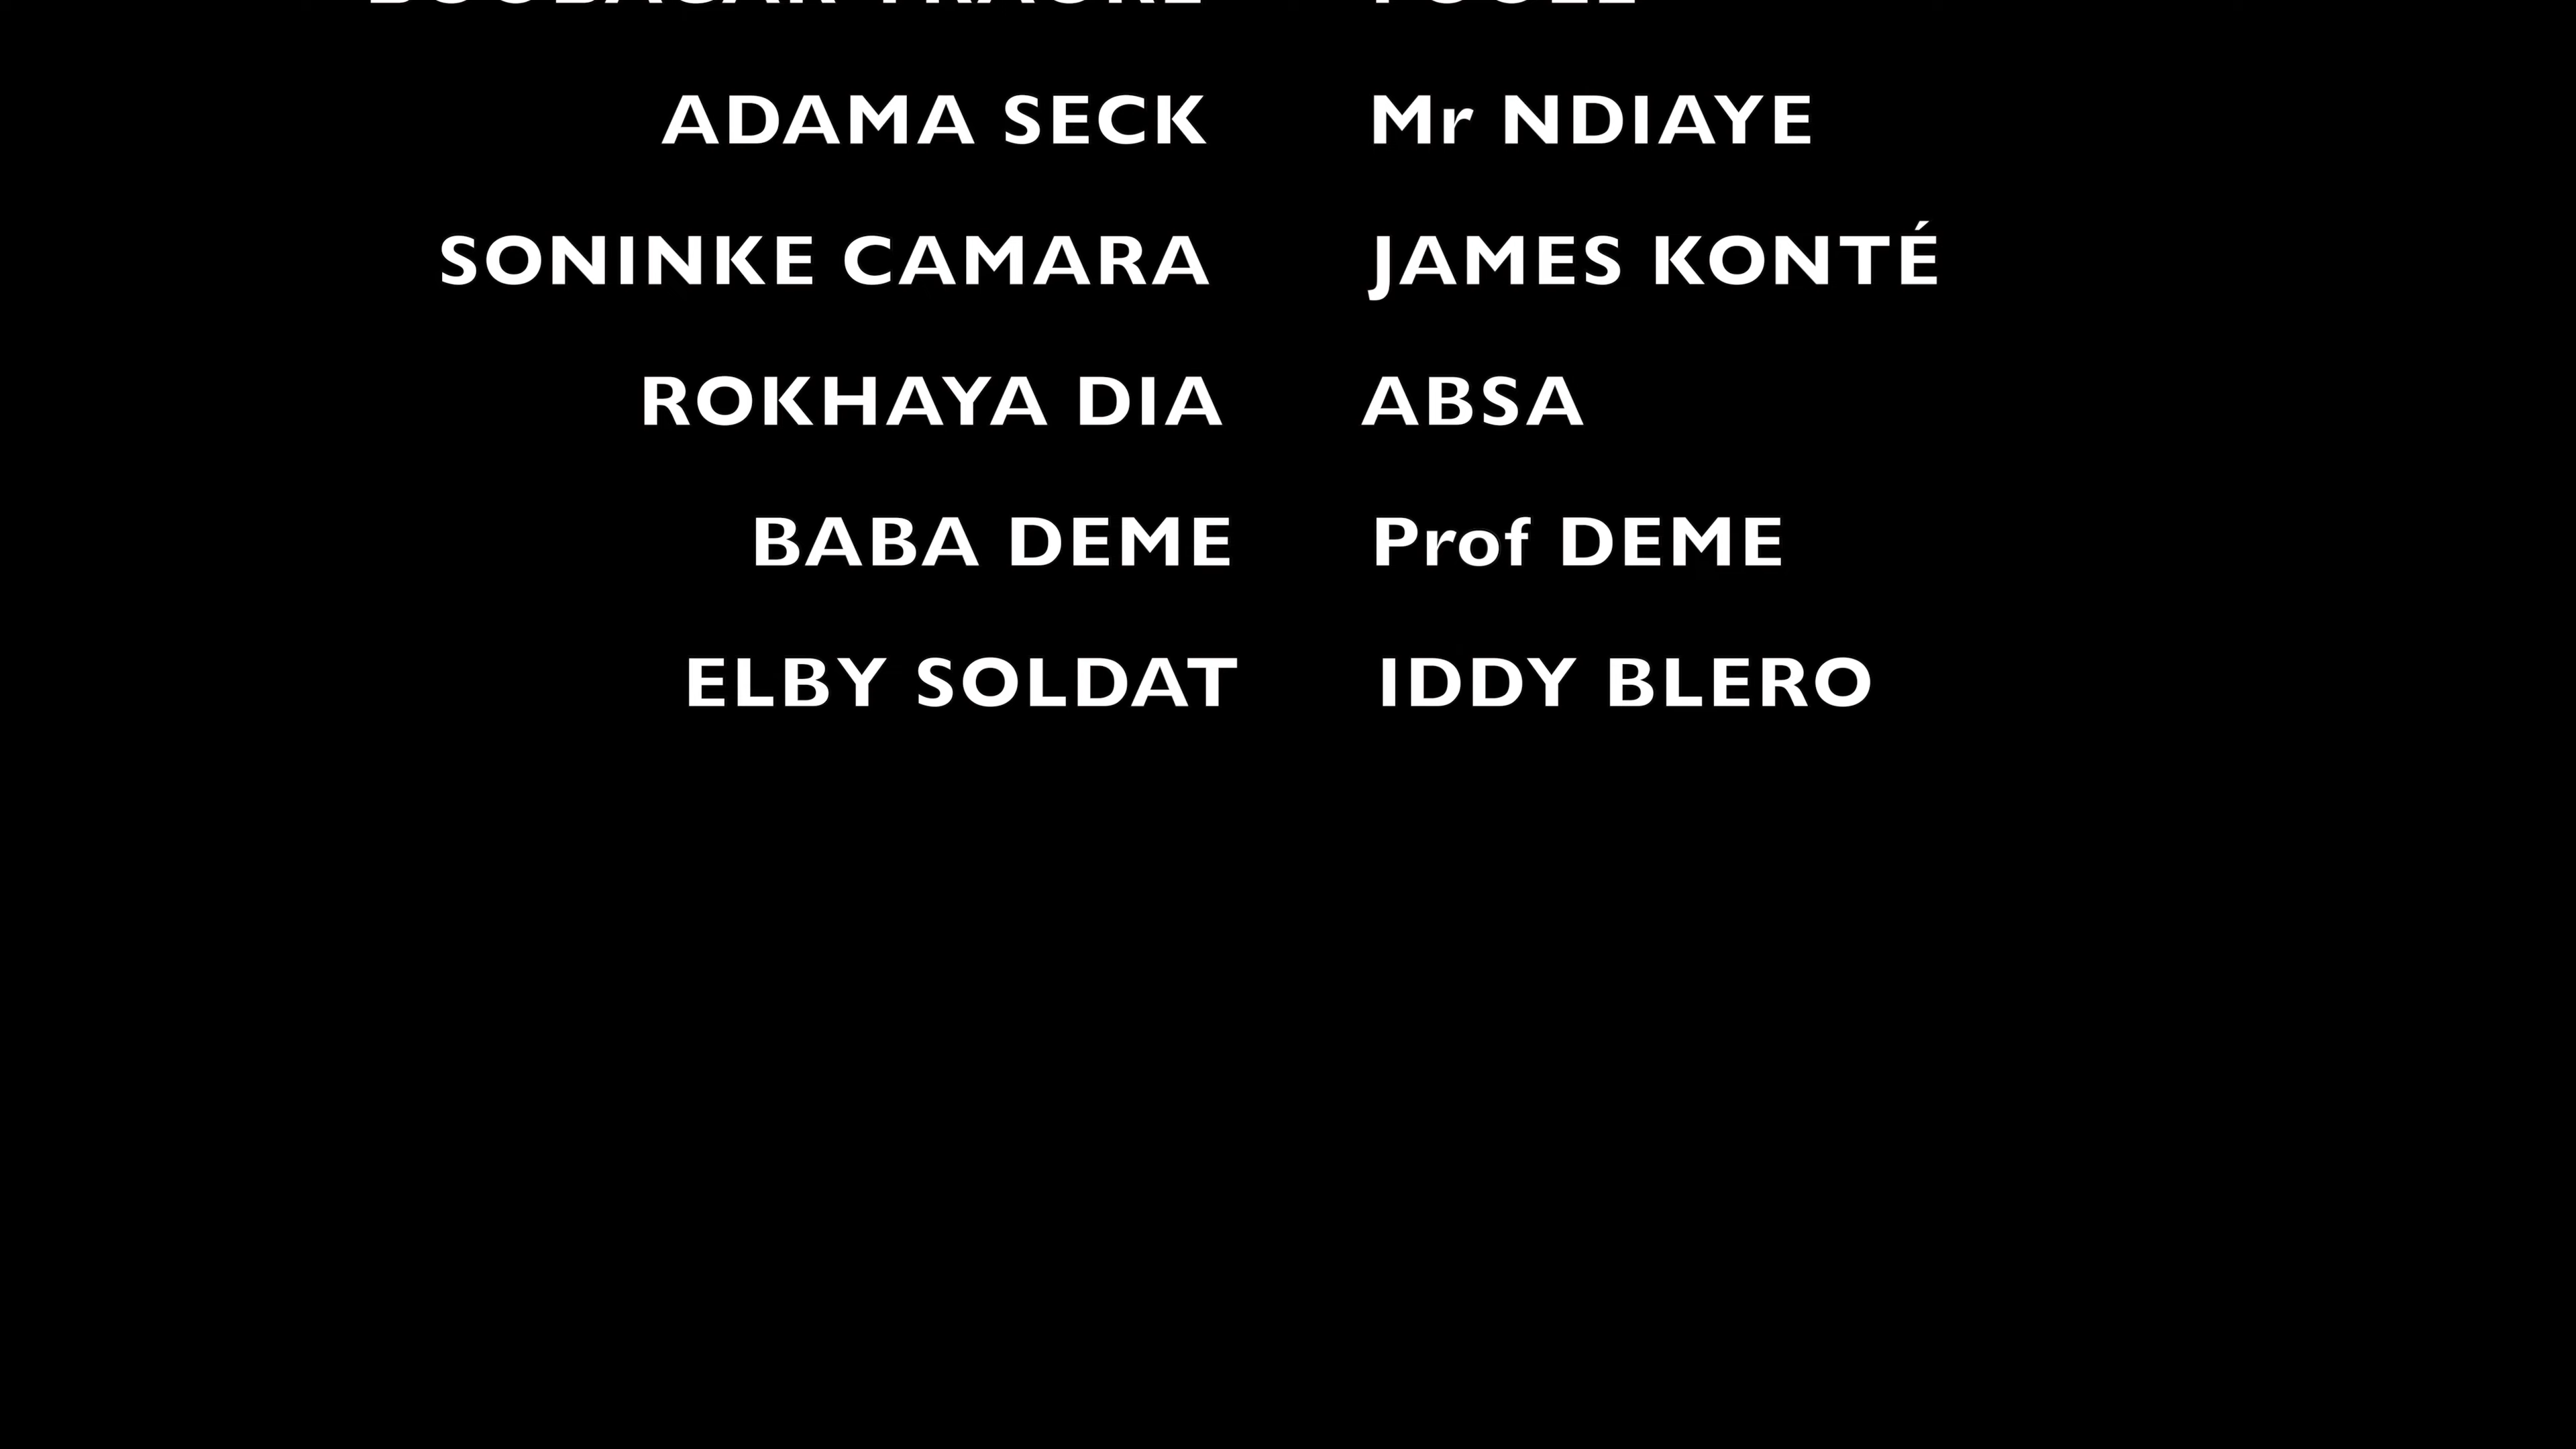 ADAMA SECK Mr NDIAYE
SONINKE CAMARA JAMES KONTÉ
ROKHAYA DIA ABSA
BABA DEME Prof DEME
ELBY SOLDAT IDDY BLERO